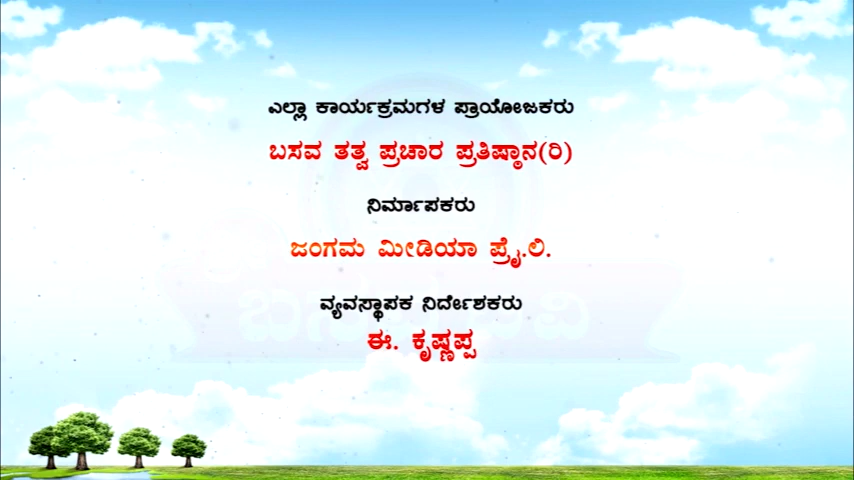 ಎಲ್ಲಾ ಕಾರ್ಯಕ್ರಮಗಳ ಪ್ರಾಯೋಜಕರು
ಬಸವ ತತ್ವ ಪ್ರಚಾರ ಪ್ರತಿಷ್ಠಾನ(ರಿ)
ನಿರ್ಮಾಪಕರು
ಜಂಗಮ ಮೀಡಿಯಾ ಪ್ರೈ.ಲಿ.
ವ್ಯವಸ್ಥಾಪಕ ನಿರ್ದೇಶಕರು
ಈ. ಕೃಷ್ಣಪ್ಪ